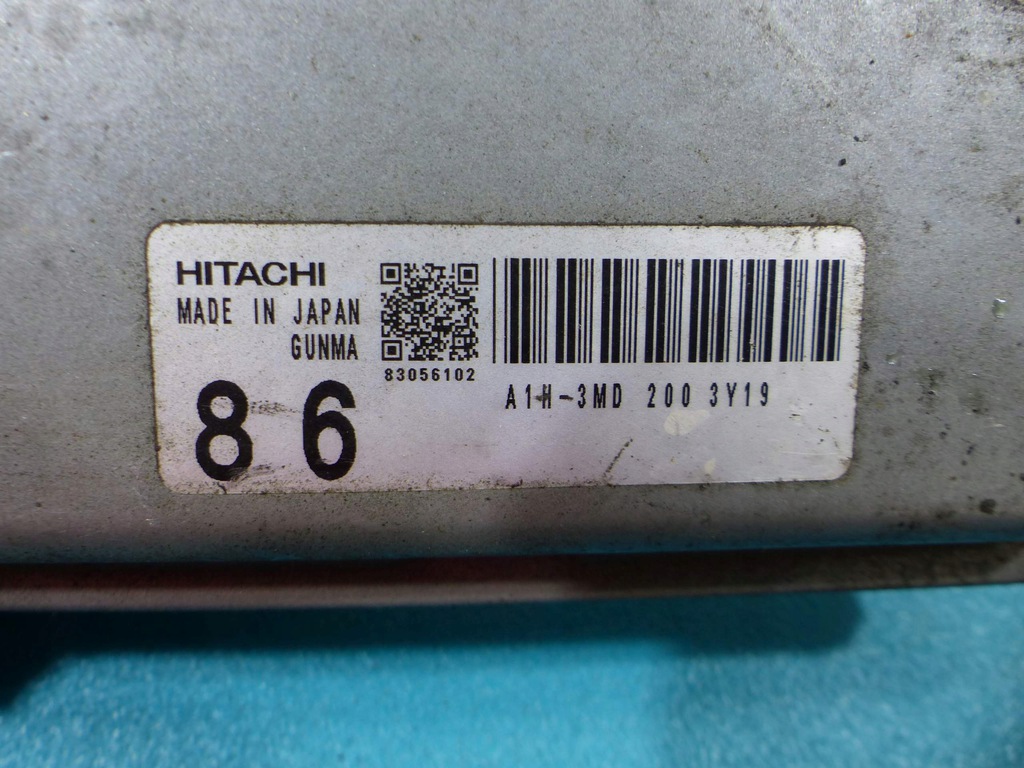 HITACHI
MADE IN JAPAN
GUNMA
83056102
86
A1H-3MD 200 3Y19